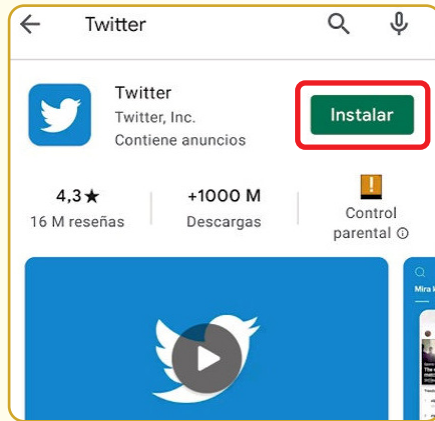 Twitter
Twitter
Twitter, Inc.
Contiene anuncios
Instalar
4,3★
16 M reseñas
+1000 M
Descargas
Control
parental